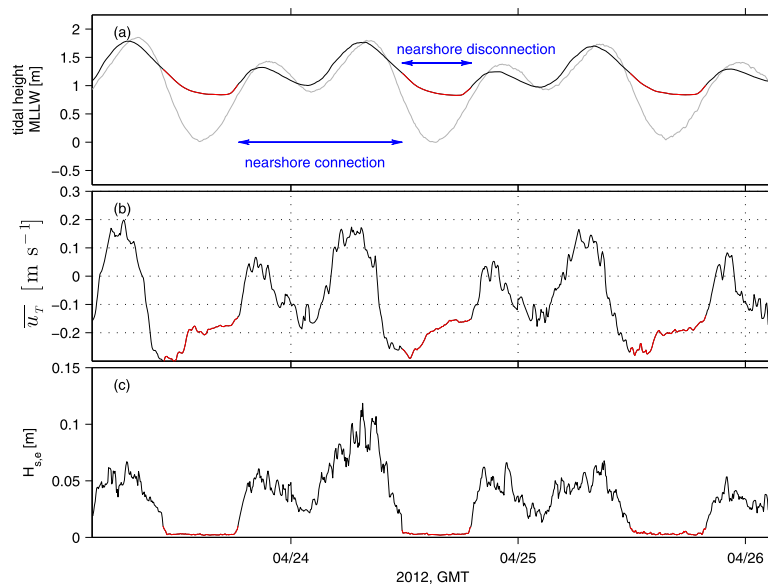 (a)
2
1.5
1
0.5
0
−0.5
tidal height
MLLW [m]
nearshore disconnection
nearshore connection
(b)
0.3
0.2
0.1
0
−0.1
−0.2
u_T [m s⁻¹]
(c)
0.15
0.1
0.05
0
H_s,e [m]
04/24
04/25
04/26
2012, GMT